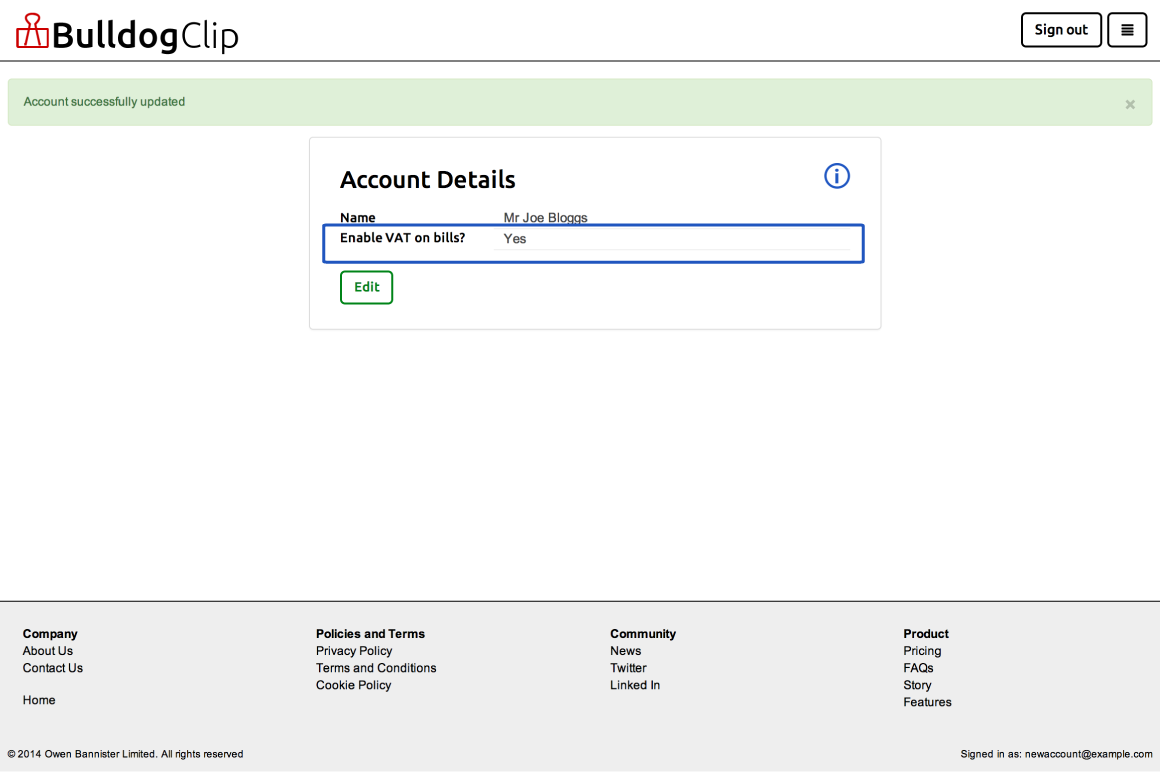 BulldogClip
Sign out
Account successfully updated
×
Account Details
Name Mr Joe Bloggs
Enable VAT on bills? Yes
Edit
Company
About Us
Contact Us
Home
Policies and Terms
Privacy Policy
Terms and Conditions
Cookie Policy
Community
News
Twitter
Linked In
Product
Pricing
FAQs
Story
Features
© 2014 Owen Bannister Limited. All rights reserved
Signed in as: newaccount@example.com